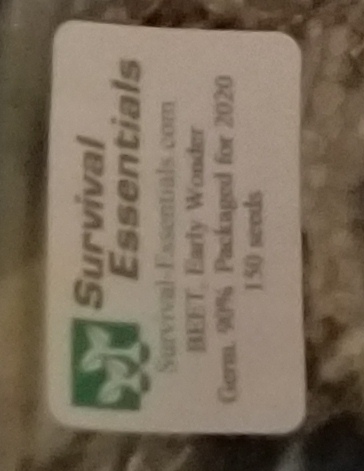 Survival
Essentials
Survival-Essentials.com
BEET, Early Wonder
Germ. 90% Packaged for 2020
150 seeds